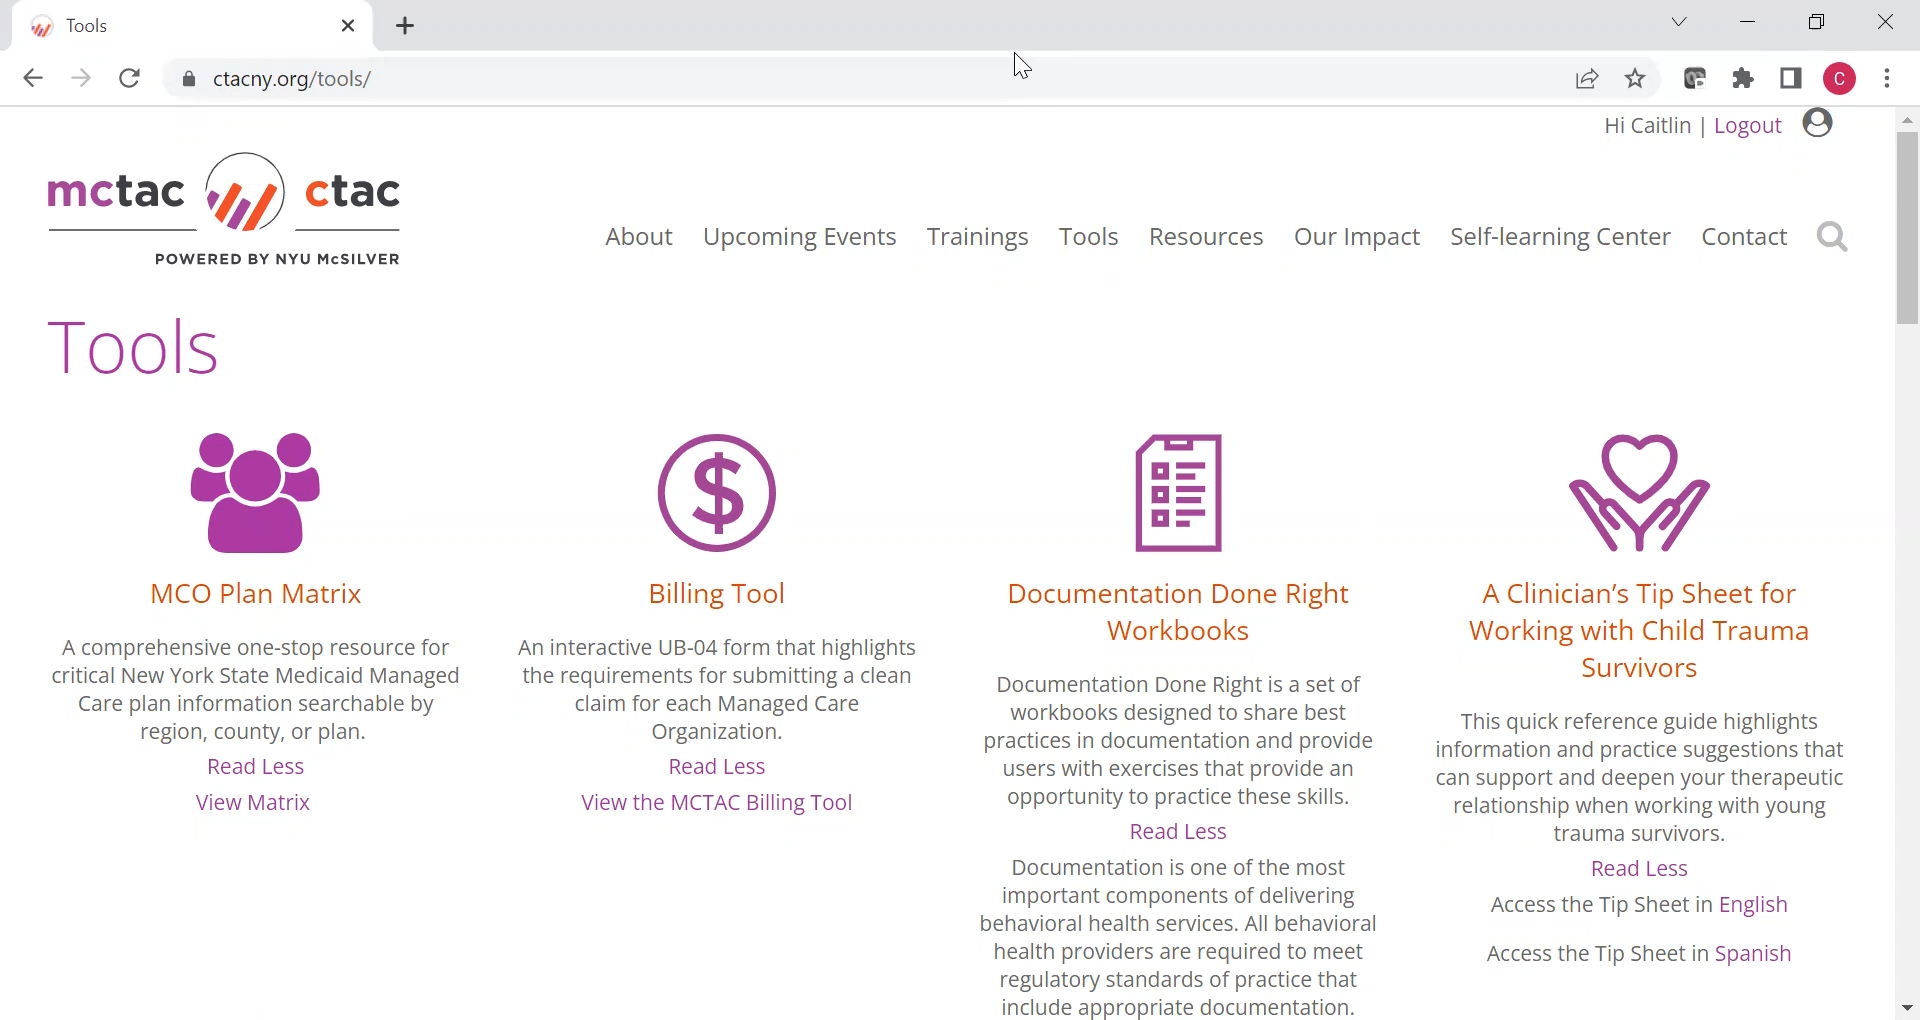 Tools
ctacny.org/tools/
C
Hi Caitlin | Logout
mctac ctac
POWERED BY NYU McSILVER
About Upcoming Events Trainings Tools Resources Our Impact Self-learning Center Contact
Tools
$
MCO Plan Matrix
A comprehensive one-stop resource for
critical New York State Medicaid Managed
Care plan information searchable by
region, county, or plan.
Read Less
View Matrix
Billing Tool
An interactive UB-04 form that highlights
the requirements for submitting a clean
claim for each Managed Care
Organization.
Read Less
View the MCTAC Billing Tool
Documentation Done Right
Workbooks
Documentation Done Right is a set of
workbooks designed to share best
practices in documentation and provide
users with exercises that provide an
opportunity to practice these skills.
Read Less
Documentation is one of the most
important components of delivering
behavioral health services. All behavioral
health providers are required to meet
regulatory standards of practice that
include appropriate documentation.
A Clinician's Tip Sheet for
Working with Child Trauma
Survivors
This quick reference guide highlights
information and practice suggestions that
can support and deepen your therapeutic
relationship when working with young
trauma survivors.
Read Less
Access the Tip Sheet in English
Access the Tip Sheet in Spanish